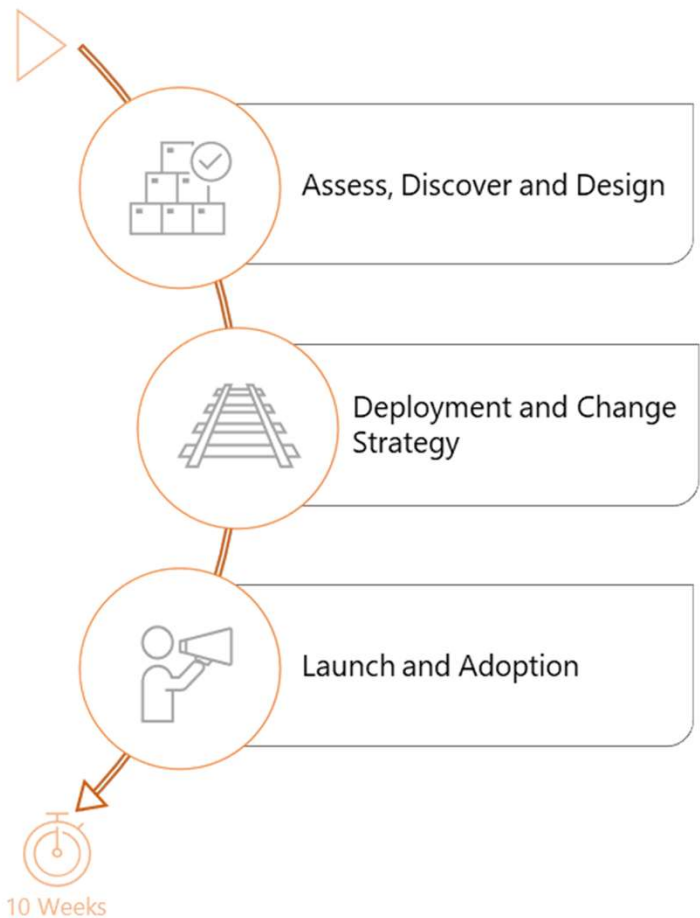 Assess, Discover and Design
Deployment and Change
Strategy
Launch and Adoption
10 Weeks